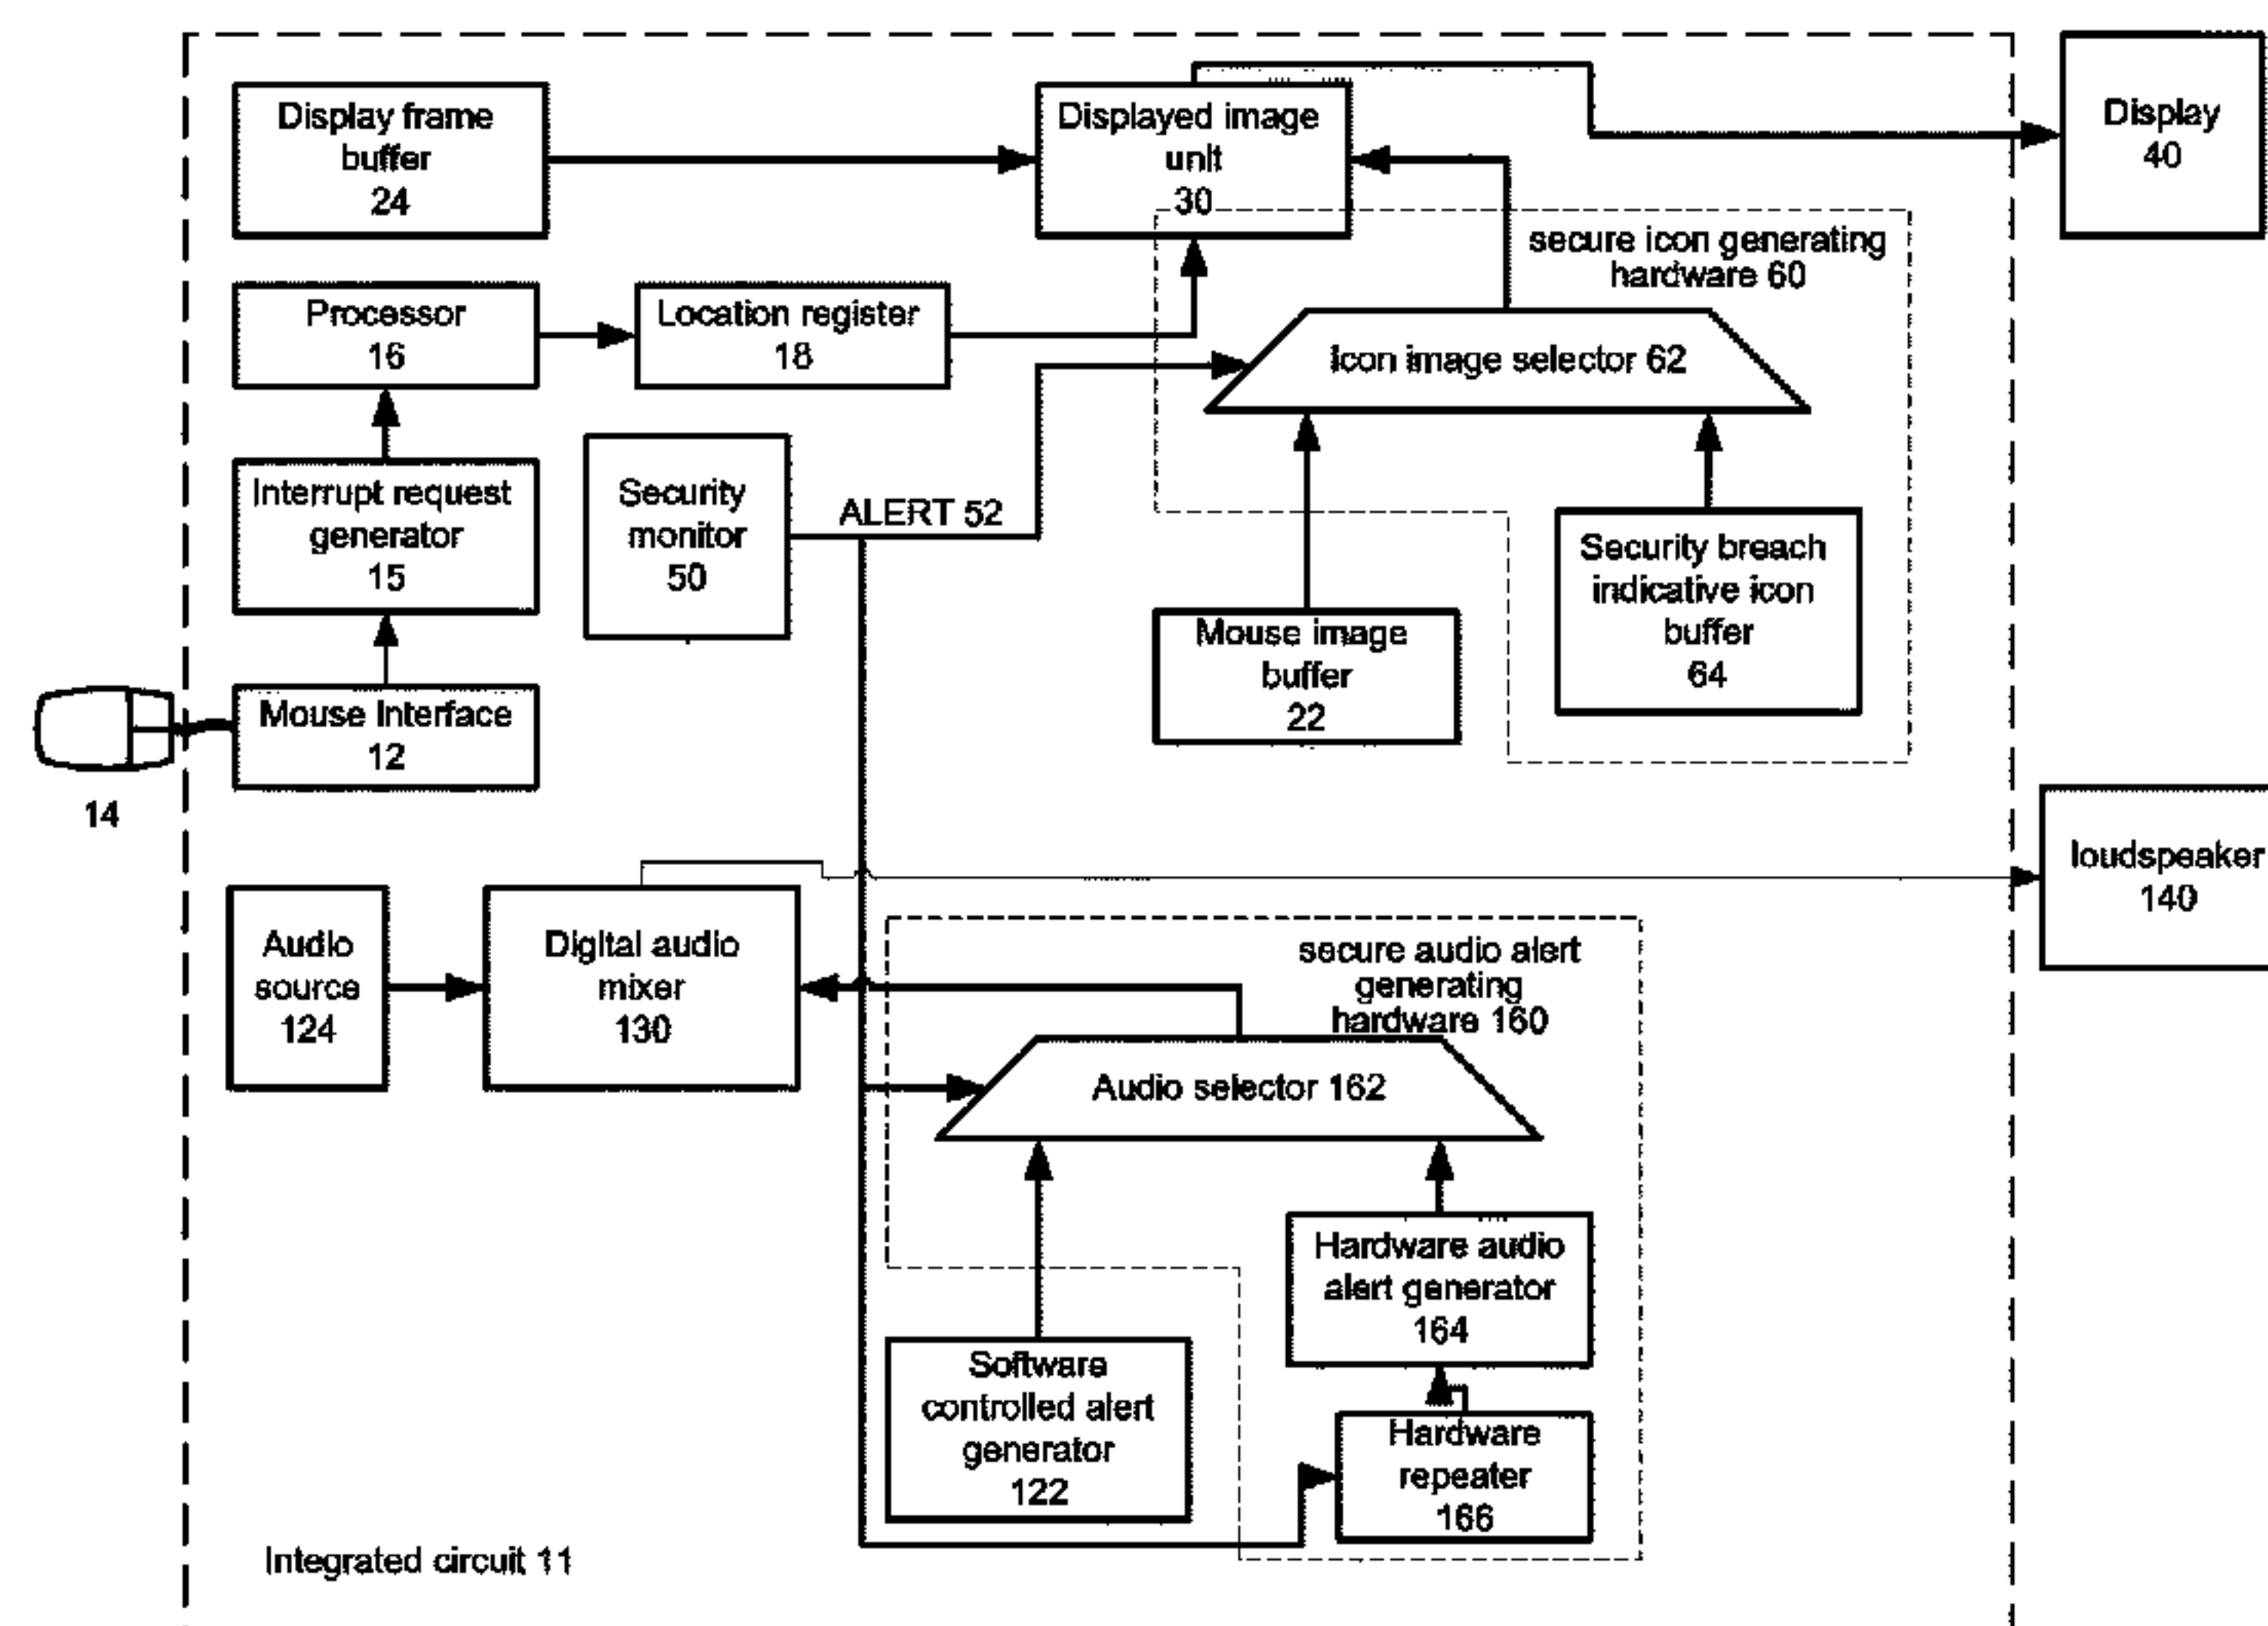 Display frame
buffer
24
Displayed image
unit
30
Display
40
secure icon generating
hardware 60
Processor
16
Location register
18
Icon image selector 62
Interrupt request
generator
15
Security
monitor
50
ALERT 52
Security breach
indicative icon
buffer
64
Mouse image
buffer
22
Mouse Interface
12
14
loudspeaker
140
Audio
source
124
Digital audio
mixer
130
secure audio alert
generating
hardware 160
Audio selector 162
Hardware audio
alert generator
164
Software
controlled alert
generator
122
Hardware
repeater
166
Integrated circuit 11